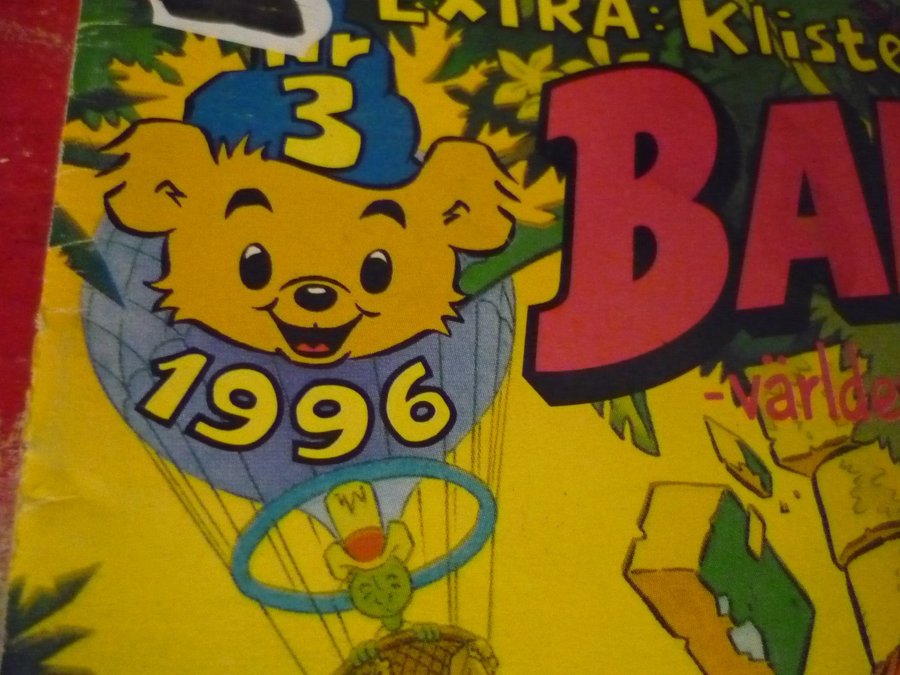 EXTRA: Kliste
Nr
3
BA
-världe
1996